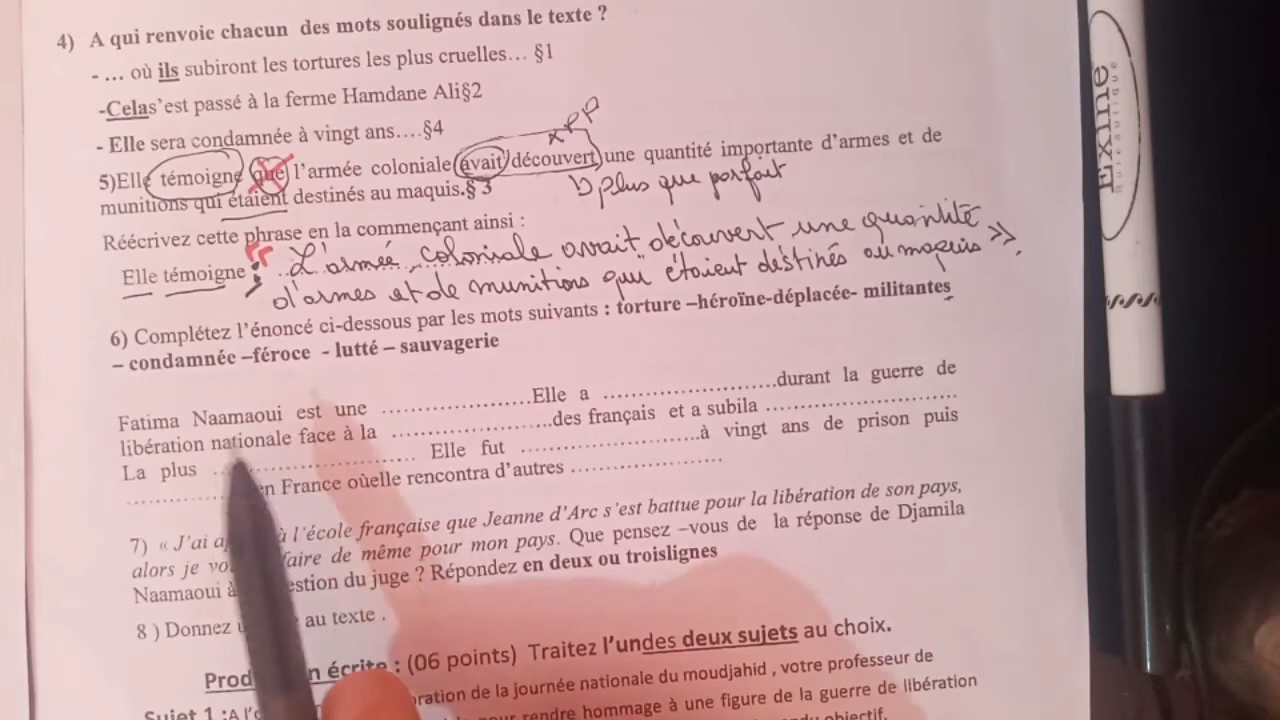 4) A qui renvoie chacun des mots soulignés dans le texte ?
- ... où ils subiront les tortures les plus cruelles... §1
-Celas'est passé à la ferme Hamdane Ali§2
- Elle sera condamnée à vingt ans....§4
x PP
5)Elle témoigne que l'armée coloniale avait découvert une quantité importante d'armes et de
munitions qui étaient destinés au maquis.§ 3
plus que parfait
Réécrivez cette phrase en la commençant ainsi :
Elle témoigne : « L'armée coloniale avait découvert une quantité
d'armes et de munitions qui étaient destinés au maquis ».
6) Complétez l'énoncé ci-dessous par les mots suivants : torture –héroïne-déplacée- militantes
– condamnée –féroce - lutté – sauvagerie
Fatima Naamaoui est une ....................Elle a ........................durant la guerre de
libération nationale face à la ......................des français et a subila ..........................
La plus ............................ Elle fut .........................à vingt ans de prison puis
.................en France oùelle rencontra d'autres .....................
7) « J'ai à l'école française que Jeanne d'Arc s'est battue pour la libération de son pays,
alors je faire de même pour mon pays. Que pensez –vous de la réponse de Djamila
Naamaoui à du juge ? Répondez en deux ou troislignes
8 ) Donnez au texte .
écrite : (06 points) Traitez l'undes deux sujets au choix.
Sujet 1 de la journée nationale du moudjahid , votre professeur de
rendre hommage à une figure de la guerre de libération
objectif.
Exine
Bureautique